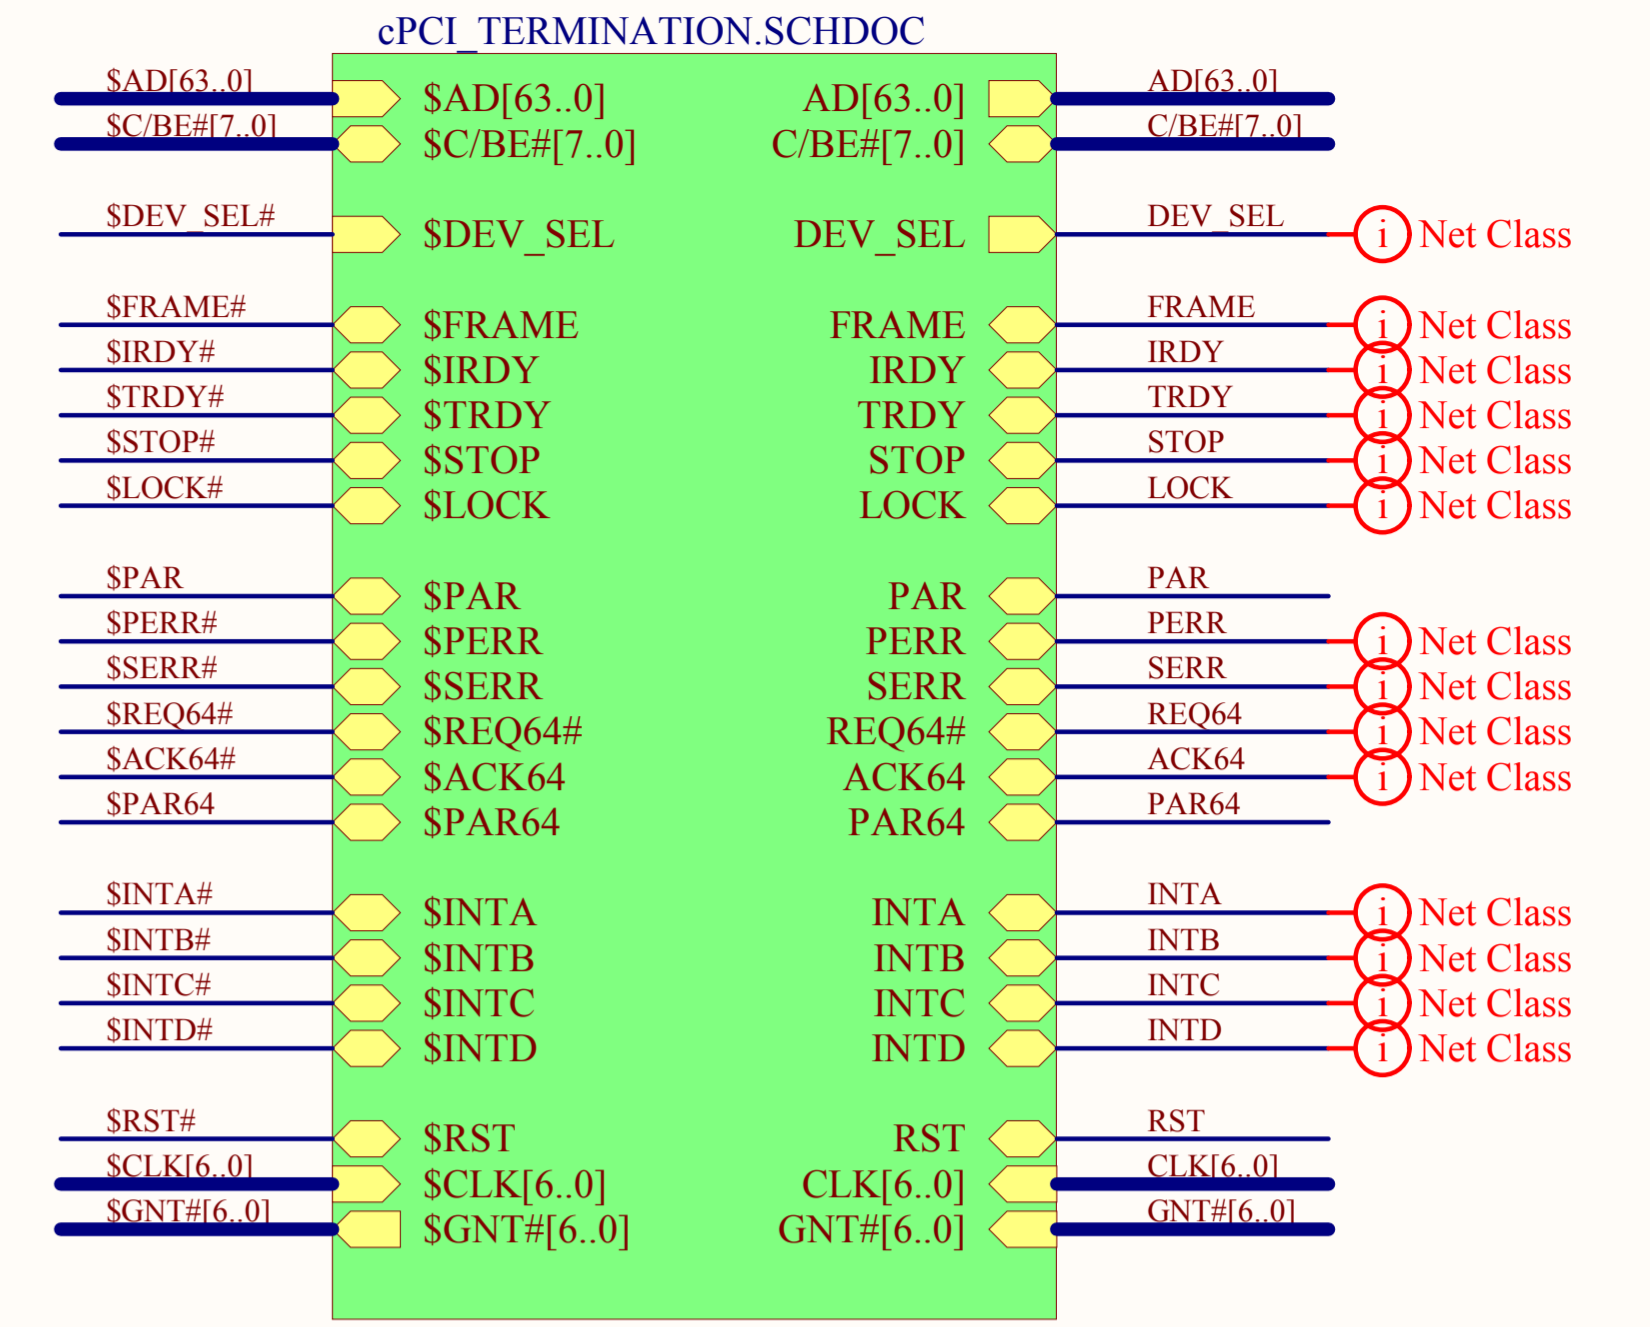 cPCI_TERMINATION.SCHDOC
$AD[63..0] $AD[63..0] AD[63..0] AD[63..0]
$C/BE#[7..0] $C/BE#[7..0] C/BE#[7..0] C/BE#[7..0]
$DEV_SEL# $DEV_SEL DEV_SEL DEV_SEL i Net Class
$FRAME# $FRAME FRAME FRAME i Net Class
$IRDY# $IRDY IRDY IRDY i Net Class
$TRDY# $TRDY TRDY TRDY i Net Class
$STOP# $STOP STOP STOP i Net Class
$LOCK# $LOCK LOCK LOCK i Net Class
$PAR $PAR PAR PAR
$PERR# $PERR PERR PERR i Net Class
$SERR# $SERR SERR SERR i Net Class
$REQ64# $REQ64# REQ64# REQ64 i Net Class
$ACK64# $ACK64 ACK64 ACK64 i Net Class
$PAR64 $PAR64 PAR64 PAR64
$INTA# $INTA INTA INTA i Net Class
$INTB# $INTB INTB INTB i Net Class
$INTC# $INTC INTC INTC i Net Class
$INTD# $INTD INTD INTD i Net Class
$RST# $RST RST RST
$CLK[6..0] $CLK[6..0] CLK[6..0] CLK[6..0]
$GNT#[6..0] $GNT#[6..0] GNT#[6..0] GNT#[6..0]